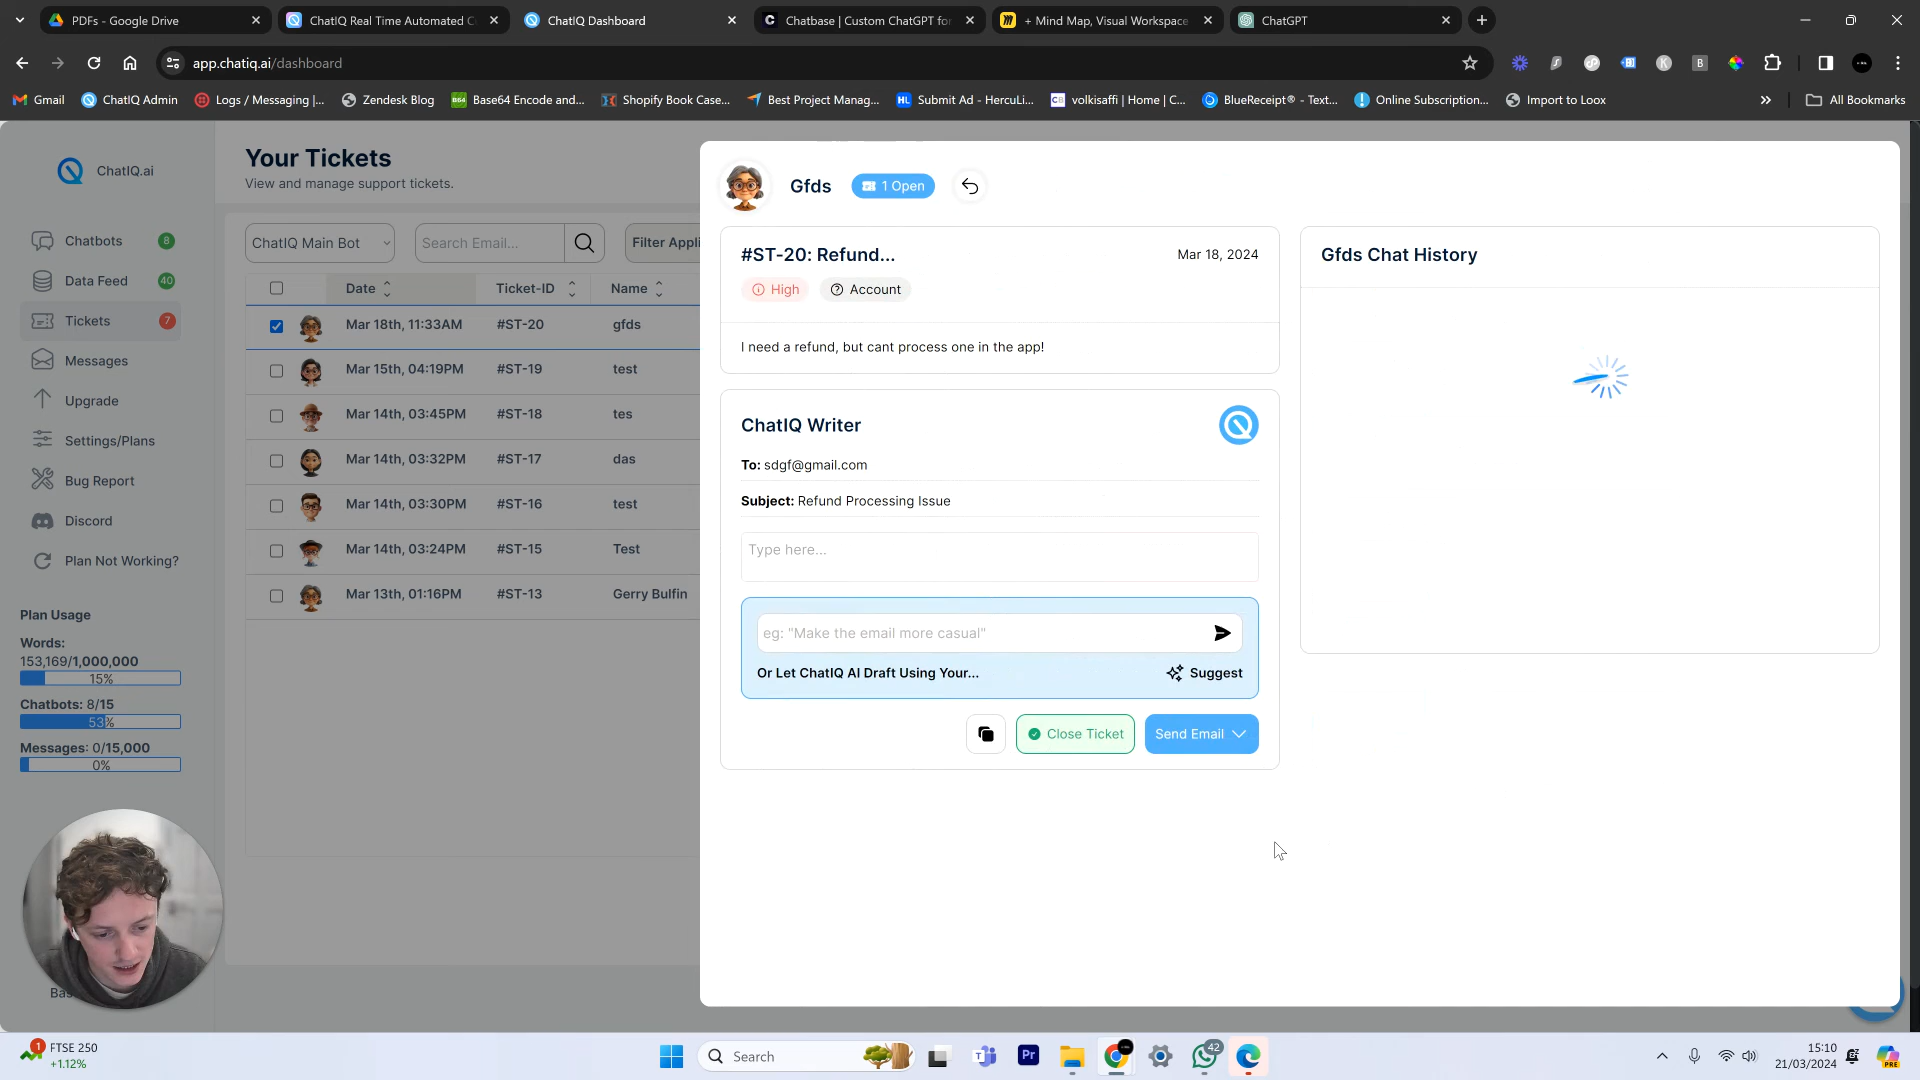 PDFs - Google Drive
ChatIQ Real Time Automated C
ChatIQ Dashboard
Chatbase | Custom ChatGPT for
+ Mind Map, Visual Workspace
ChatGPT
app.chatiq.ai/dashboard
Gmail
ChatIQ Admin
Logs / Messaging |...
Zendesk Blog
Base64 Encode and...
Shopify Book Case...
Best Project Manag...
Submit Ad - HercuLi...
volkisaffi | Home | C...
BlueReceipt® - Text...
Online Subscription...
Import to Loox
All Bookmarks
ChatIQ.ai
Chatbots 8
Data Feed 40
Tickets 7
Messages
Upgrade
Settings/Plans
Bug Report
Discord
Plan Not Working?
Plan Usage
Words:
153,169/1,000,000
15%
Chatbots: 8/15
53%
Messages: 0/15,000
0%
Your Tickets
View and manage support tickets.
ChatIQ Main Bot
Search Email...
Filter Appli
Date Ticket-ID Name
Mar 18th, 11:33AM #ST-20 gfds
Mar 15th, 04:19PM #ST-19 test
Mar 14th, 03:45PM #ST-18 tes
Mar 14th, 03:32PM #ST-17 das
Mar 14th, 03:30PM #ST-16 test
Mar 14th, 03:24PM #ST-15 Test
Mar 13th, 01:16PM #ST-13 Gerry Bulfin
Gfds
1 Open
#ST-20: Refund...
Mar 18, 2024
High
Account
I need a refund, but cant process one in the app!
ChatIQ Writer
To: sdgf@gmail.com
Subject: Refund Processing Issue
Type here...
eg: "Make the email more casual"
Or Let ChatIQ AI Draft Using Your...
Suggest
Close Ticket
Send Email
Gfds Chat History
1
FTSE 250
+1.12%
Search
Pr
42
15:10
21/03/2024
PRE